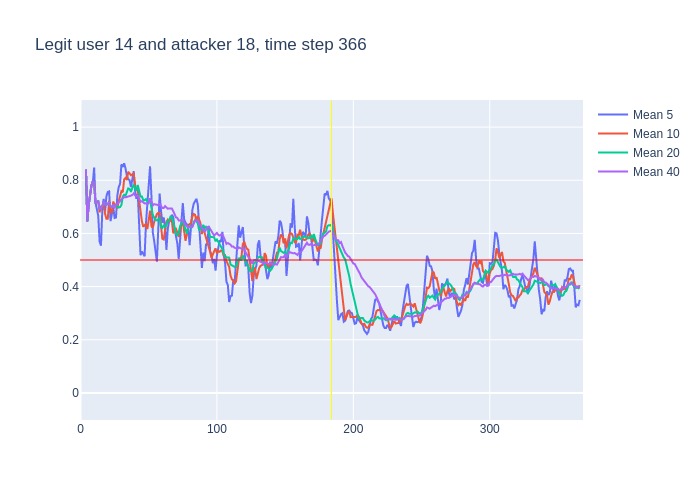 Legit user 14 and attacker 18, time step 366
Mean 5
Mean 10
Mean 20
Mean 40
1
0.8
0.6
0.4
0.2
0
0 100 200 300